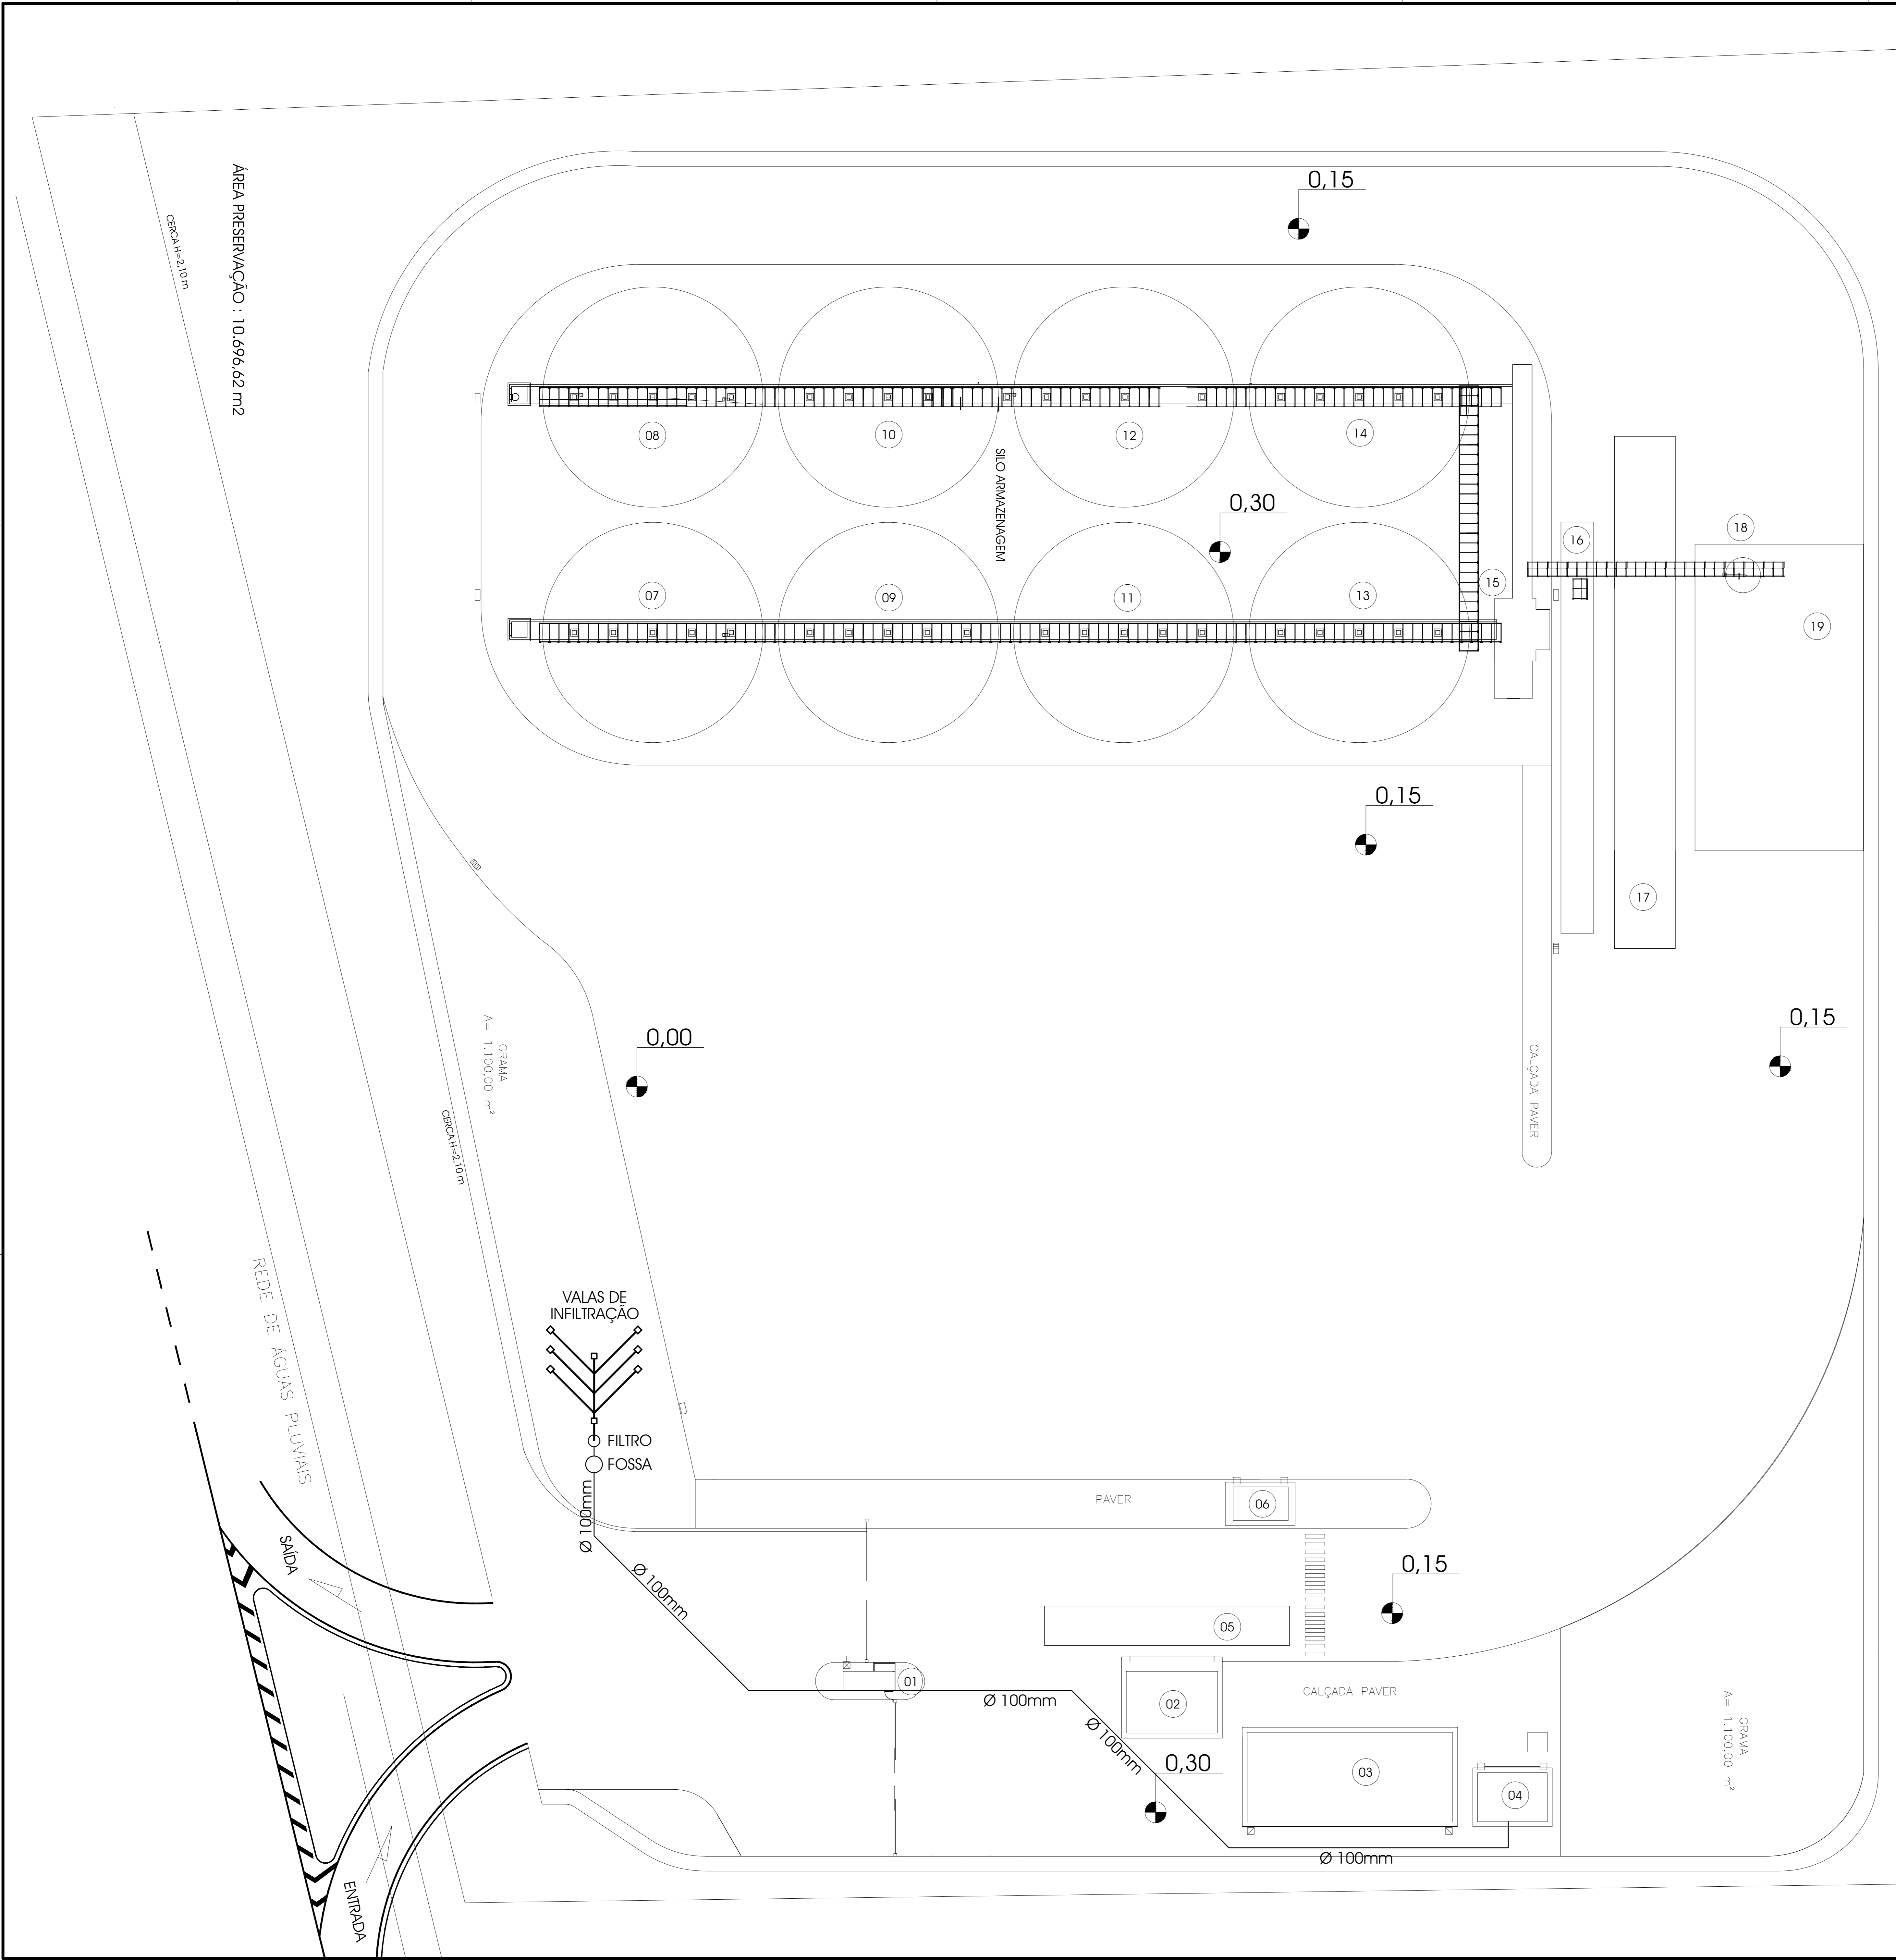 0,15
ÁREA PRESERVAÇÃO : 10.696,62 m2
CERCA H=2,10 m
08
10
12
14
SILO ARMAZENAGEM
0,30
16
18
15
07
09
11
13
19
0,15
17
0,15
0,00
GRAMA
A= 1.100,00 m²
CALÇADA PAVER
CERCA H=2,10 m
REDE DE ÁGUAS PLUVIAIS
VALAS DE
INFILTRAÇÃO
FILTRO
FOSSA
Ø 100mm
PAVER
06
SAÍDA
Ø 100mm
0,15
05
01
Ø 100mm
02
CALÇADA PAVER
Ø 100mm
0,30
03
04
GRAMA
A= 1.100,00 m²
Ø 100mm
ENTRADA